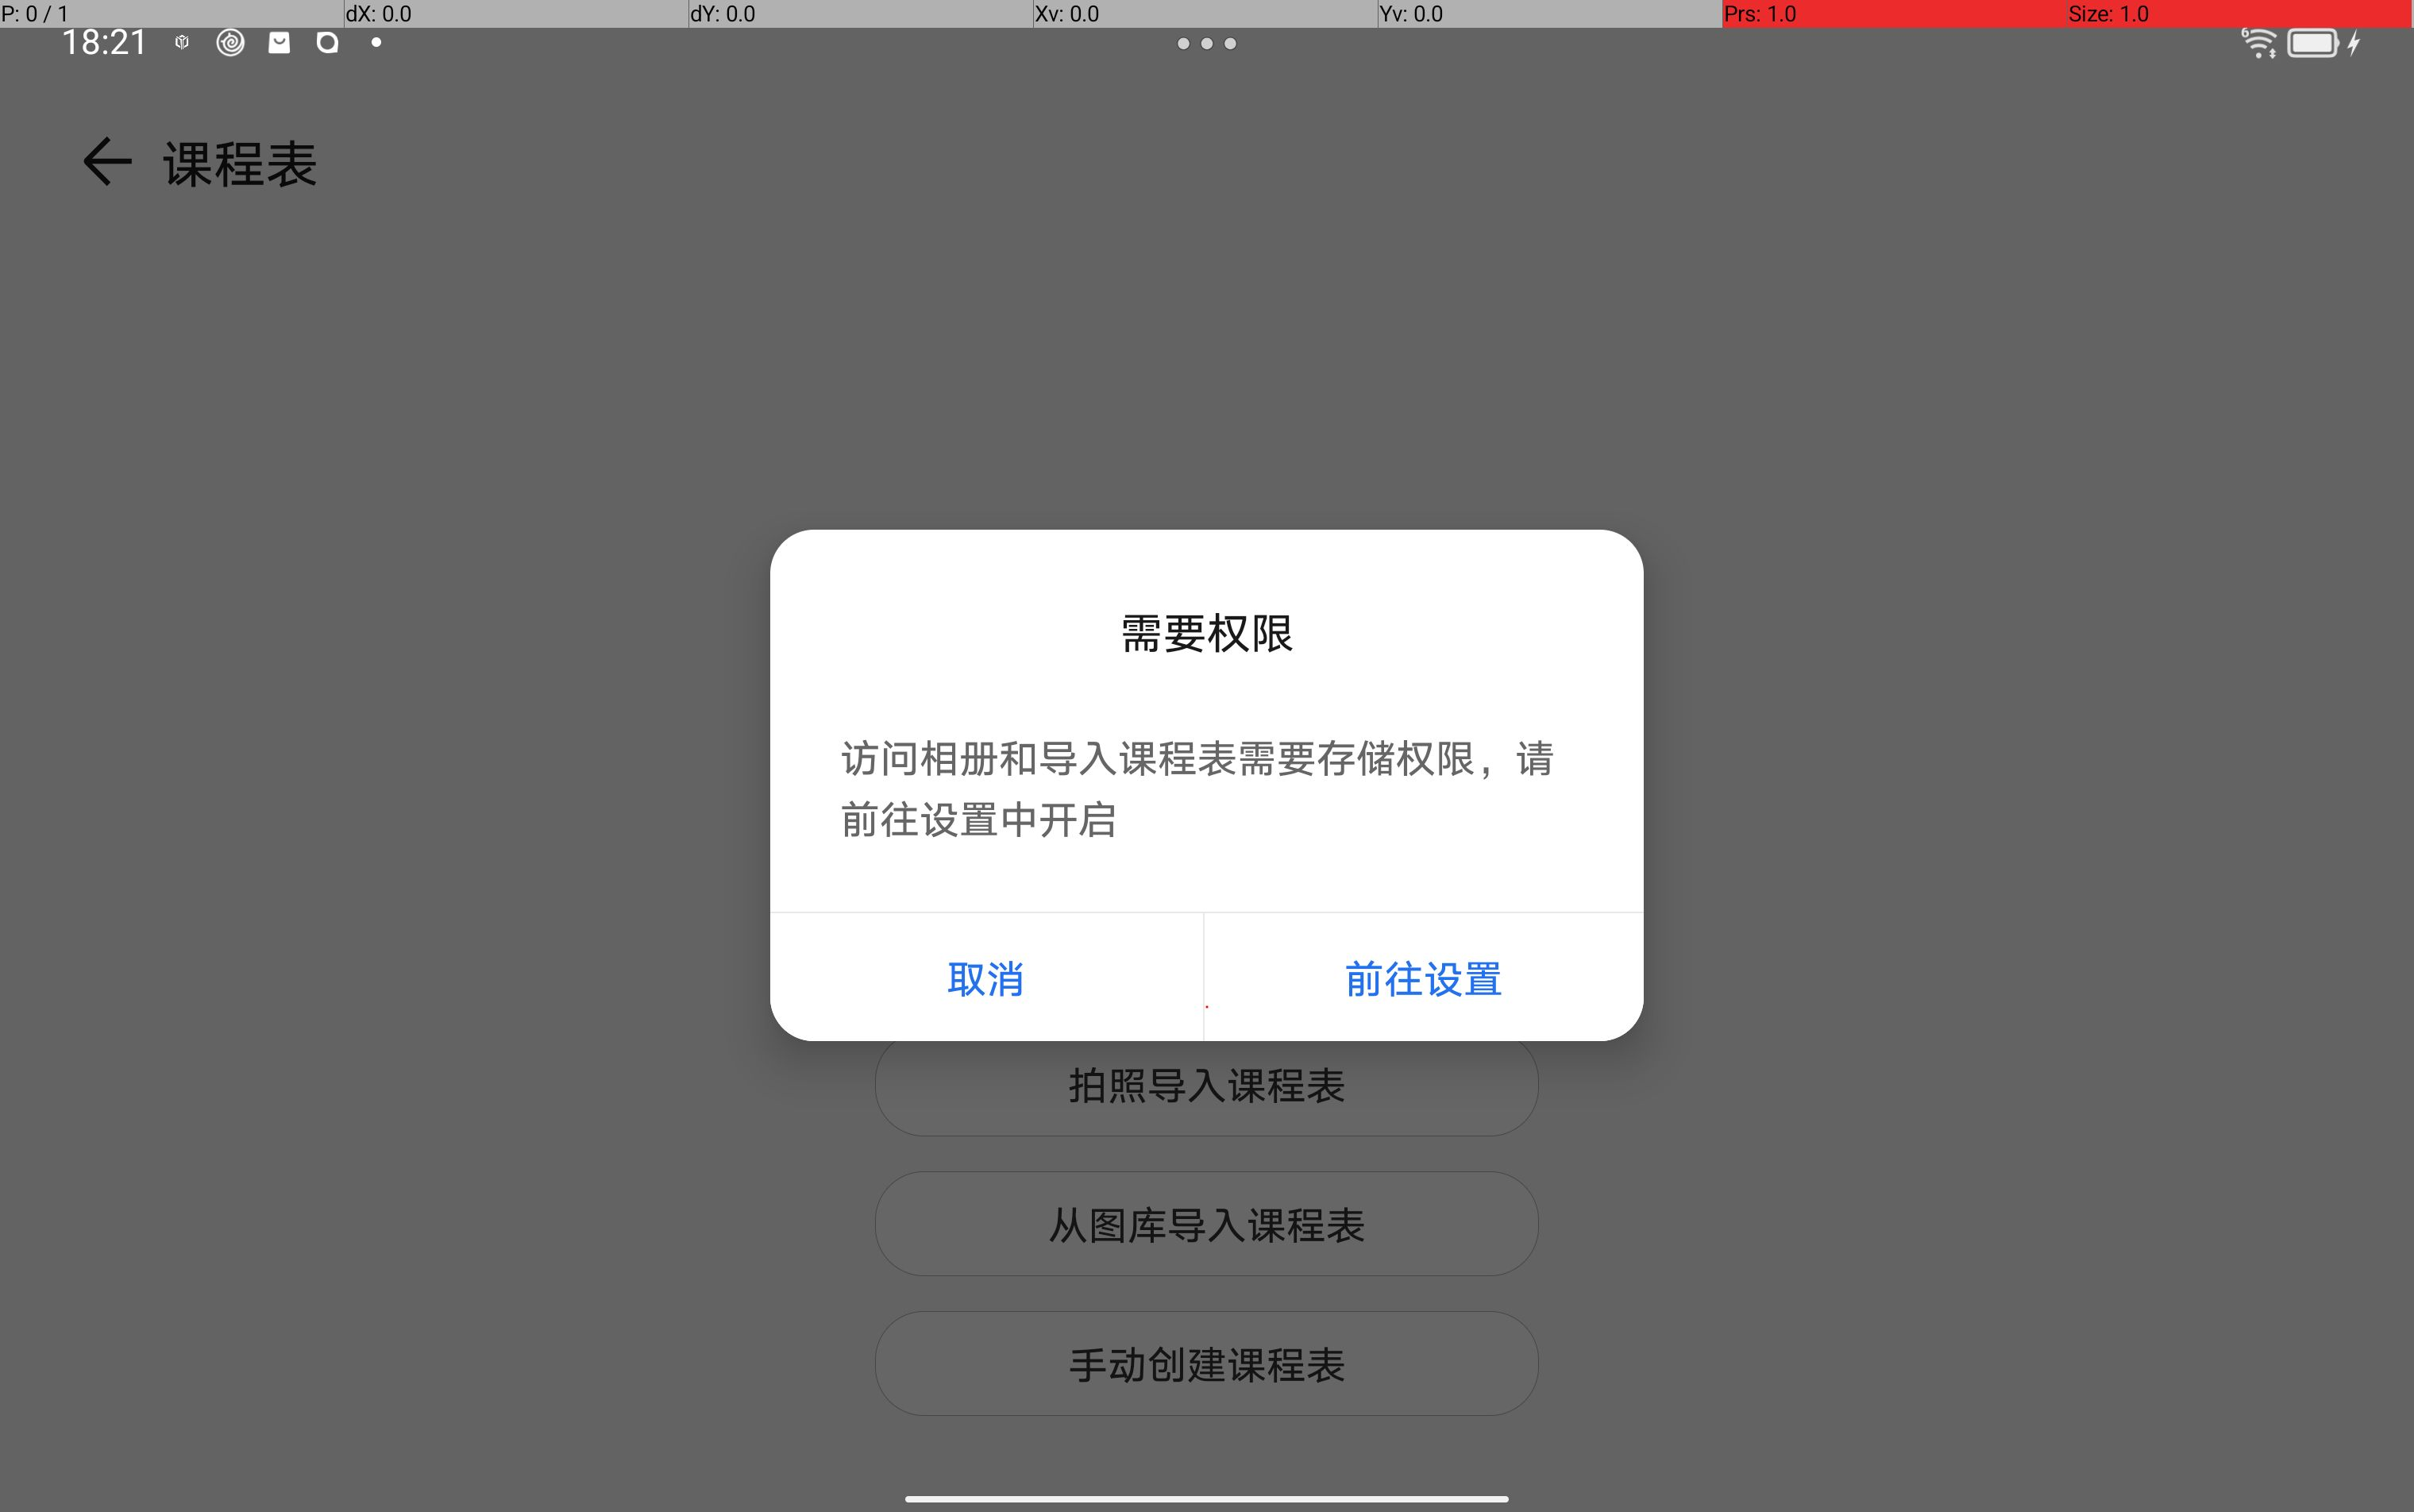 P: 0 / 1 dX: 0.0 dY: 0.0 Xv: 0.0 Yv: 0.0 Prs: 1.0 Size: 1.0
18:21 6
课程表
需要权限
访问相册和导入课程表需要存储权限，请
前往设置中开启
取消 前往设置
拍照导入课程表
从图库导入课程表
手动创建课程表